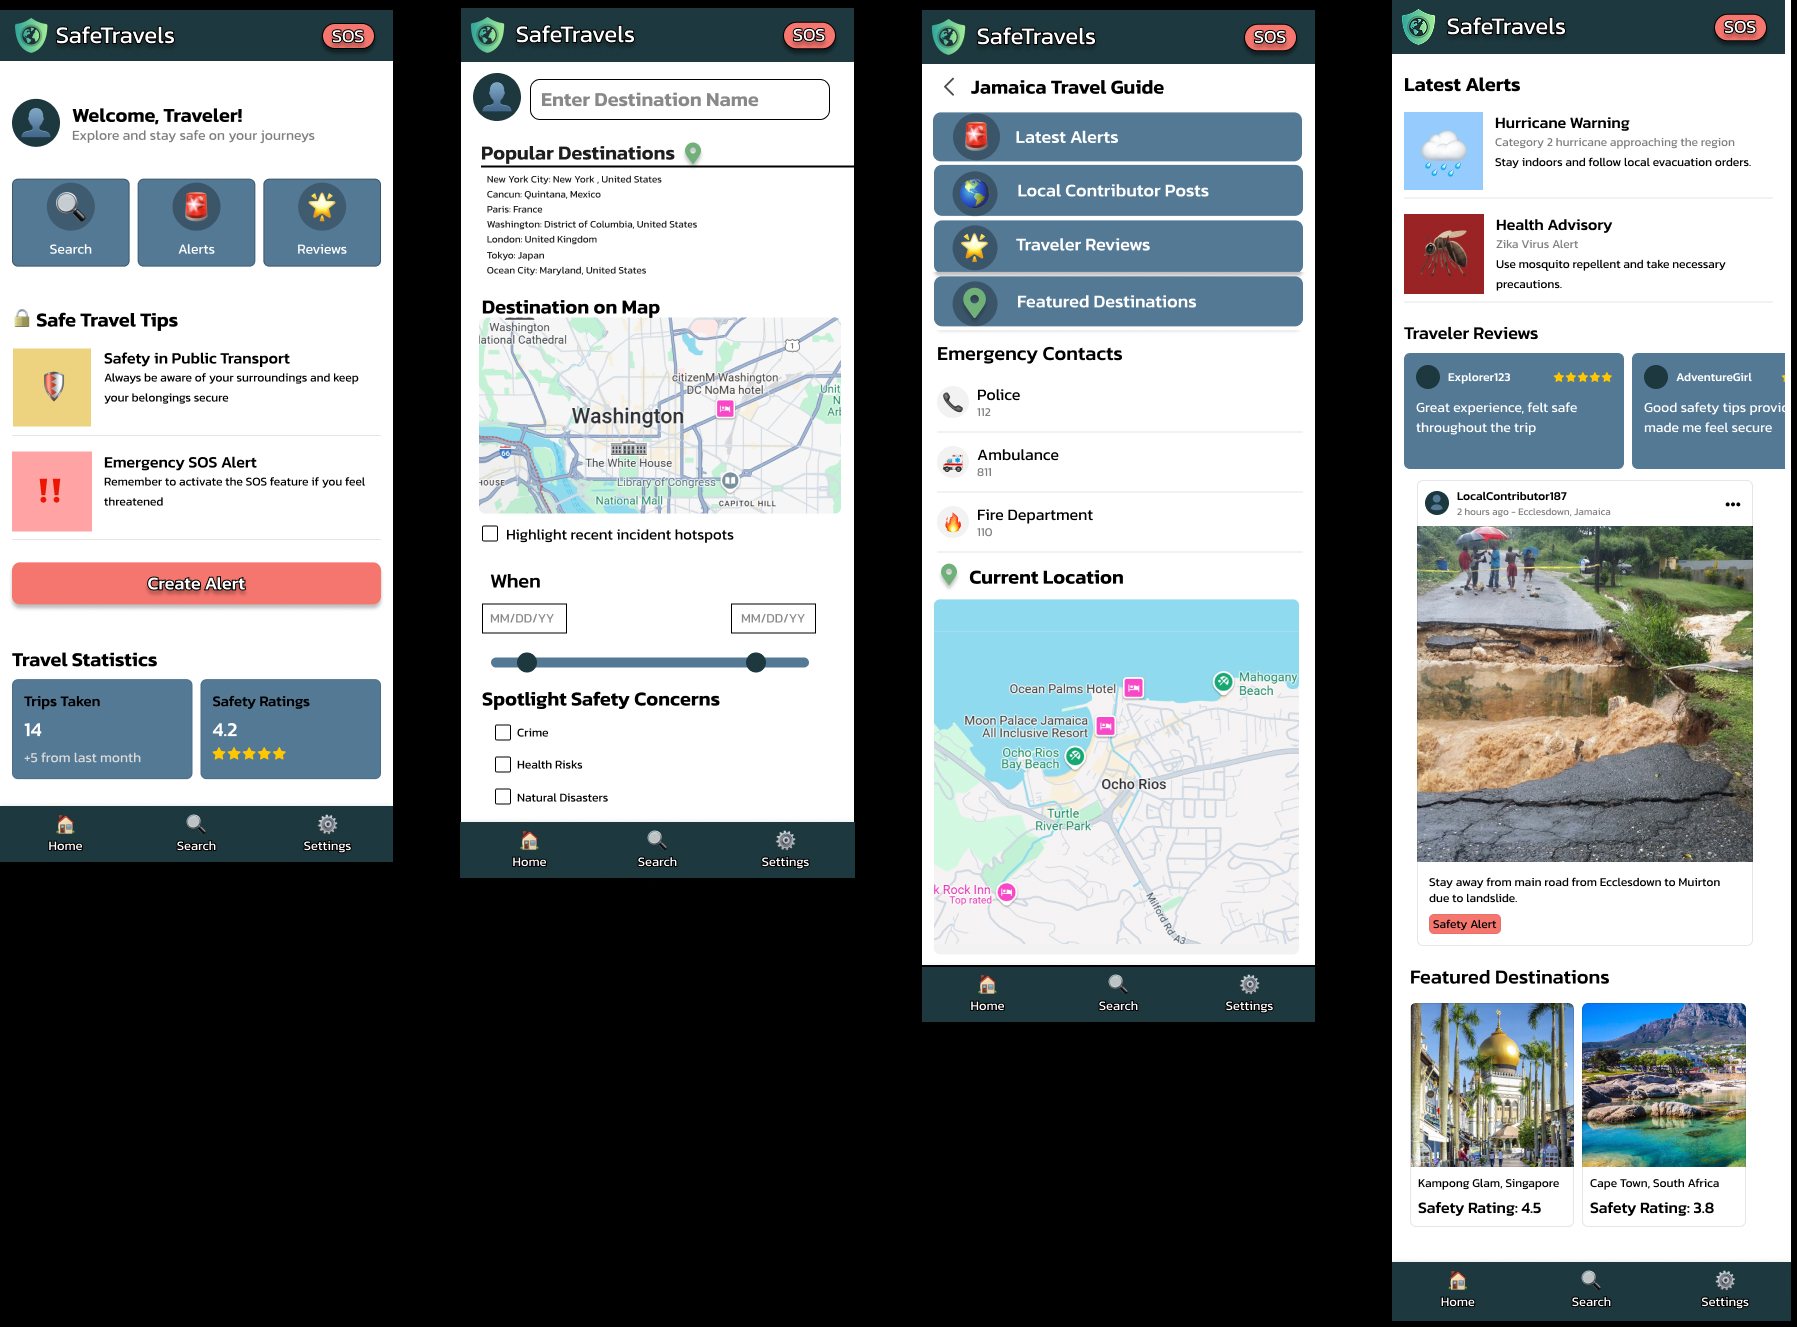 SafeTravels
SOS
Welcome, Traveler!
Explore and stay safe on your journeys
Search
Alerts
Reviews
Safe Travel Tips
Safety in Public Transport
Always be aware of your surroundings and keep
your belongings secure
Emergency SOS Alert
Remember to activate the SOS feature if you feel
threatened
Create Alert
Travel Statistics
Trips Taken
14
+5 from last month
Safety Ratings
4.2
Home
Search
Settings
SafeTravels
SOS
Enter Destination Name
Popular Destinations
New York City: New York , United States
Cancun: Quintana, Mexico
Paris: France
Washington: District of Columbia, United States
London: United Kingdom
Tokyo: Japan
Ocean City: Maryland, United States
Destination on Map
Washington
ational Cathedral
1
citizenM Washington
DC NoMa hotel
Unit
N
Ar
Washington
66
The White House
HOUSE
Library of Congress
National Mall
CAPITOL HILL
Highlight recent incident hotspots
When
MM/DD/YY
MM/DD/YY
Spotlight Safety Concerns
Crime
Health Risks
Natural Disasters
Home
Search
Settings
SafeTravels
SOS
Jamaica Travel Guide
Latest Alerts
Local Contributor Posts
Traveler Reviews
Featured Destinations
Emergency Contacts
Police
112
Ambulance
811
Fire Department
110
Current Location
Ocean Palms Hotel
Mahogany
Beach
Moon Palace Jamaica
All Inclusive Resort
Ocho Rios
Bay Beach
Ocho Rios
Turtle
River Park
k Rock Inn
Top rated
Milford Rd A3
Home
Search
Settings
SafeTravels
SOS
Latest Alerts
Hurricane Warning
Category 2 hurricane approaching the region
Stay indoors and follow local evacuation orders.
Health Advisory
Zika Virus Alert
Use mosquito repellent and take necessary
precautions.
Traveler Reviews
Explorer123
Great experience, felt safe
throughout the trip
AdventureGirl
Good safety tips provid
made me feel secure
LocalContributor187
2 hours ago - Ecclesdown, Jamaica
Stay away from main road from Ecclesdown to Muirton
due to landslide.
Safety Alert
Featured Destinations
Kampong Glam, Singapore
Safety Rating: 4.5
Cape Town, South Africa
Safety Rating: 3.8
Home
Search
Settings